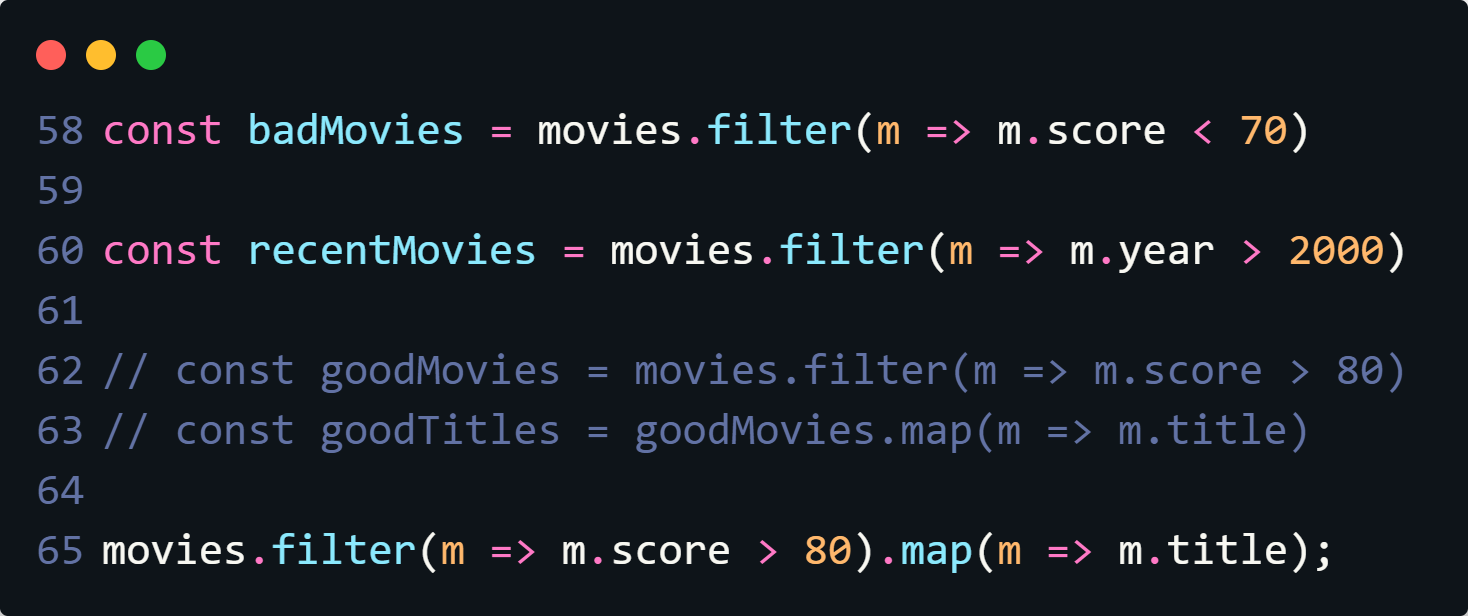 58 const badMovies = movies.filter(m => m.score < 70)
59
60 const recentMovies = movies.filter(m => m.year > 2000)
61
62 // const goodMovies = movies.filter(m => m.score > 80)
63 // const goodTitles = goodMovies.map(m => m.title)
64
65 movies.filter(m => m.score > 80).map(m => m.title);